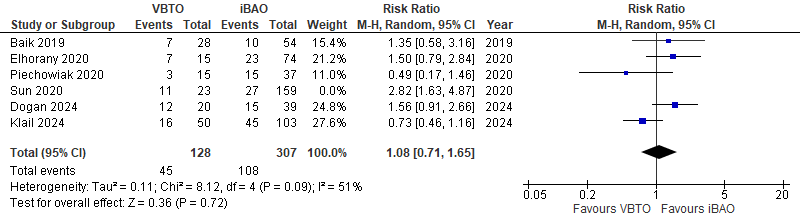 VBTO iBAO Risk Ratio Risk Ratio
Study or Subgroup Events Total Events Total Weight M-H, Random, 95% CI Year M-H, Random, 95% CI
Baik 2019 7 28 10 54 15.4% 1.35 [0.58, 3.16] 2019
Elhorany 2020 7 15 23 74 21.2% 1.50 [0.79, 2.84] 2020
Piechowiak 2020 3 15 15 37 11.6% 0.49 [0.17, 1.46] 2020
Sun 2020 11 23 27 159 0.0% 2.82 [1.63, 4.87] 2020
Dogan 2024 12 20 15 39 24.2% 1.56 [0.91, 2.66] 2024
Klail 2024 16 50 45 103 27.6% 0.73 [0.46, 1.16] 2024
Total (95% CI) 128 307 100.0% 1.08 [0.71, 1.65]
Total events 45 108
Heterogeneity: Tau² = 0.11; Chi² = 8.12, df = 4 (P = 0.09); I² = 51%
Test for overall effect: Z = 0.36 (P = 0.72)
0.05 0.2 1 5 20
Favours VBTO Favours iBAO